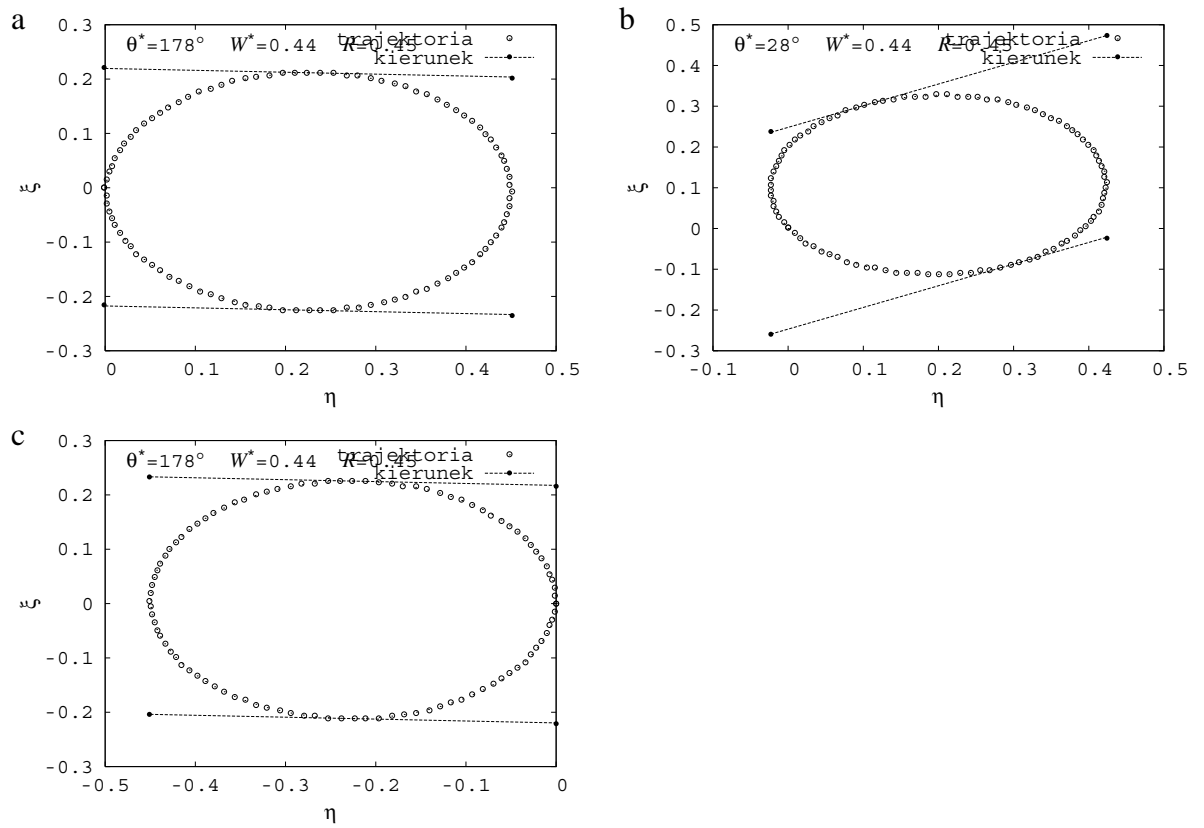 a
0.3
0.2
0.1
0
-0.1
-0.2
-0.3
ξ
θ*=178° W*=0.44 R=0.45
trajektoria
kierunek
0 0.1 0.2 0.3 0.4 0.5
η
b
0.5
0.4
0.3
0.2
0.1
0
-0.1
-0.2
-0.3
ξ
θ*=28° W*=0.44 R=0.45
trajektoria
kierunek
-0.1 0 0.1 0.2 0.3 0.4 0.5
η
c
0.3
0.2
0.1
0
-0.1
-0.2
-0.3
ξ
θ*=178° W*=0.44 R=0.45
trajektoria
kierunek
-0.5 -0.4 -0.3 -0.2 -0.1 0
η